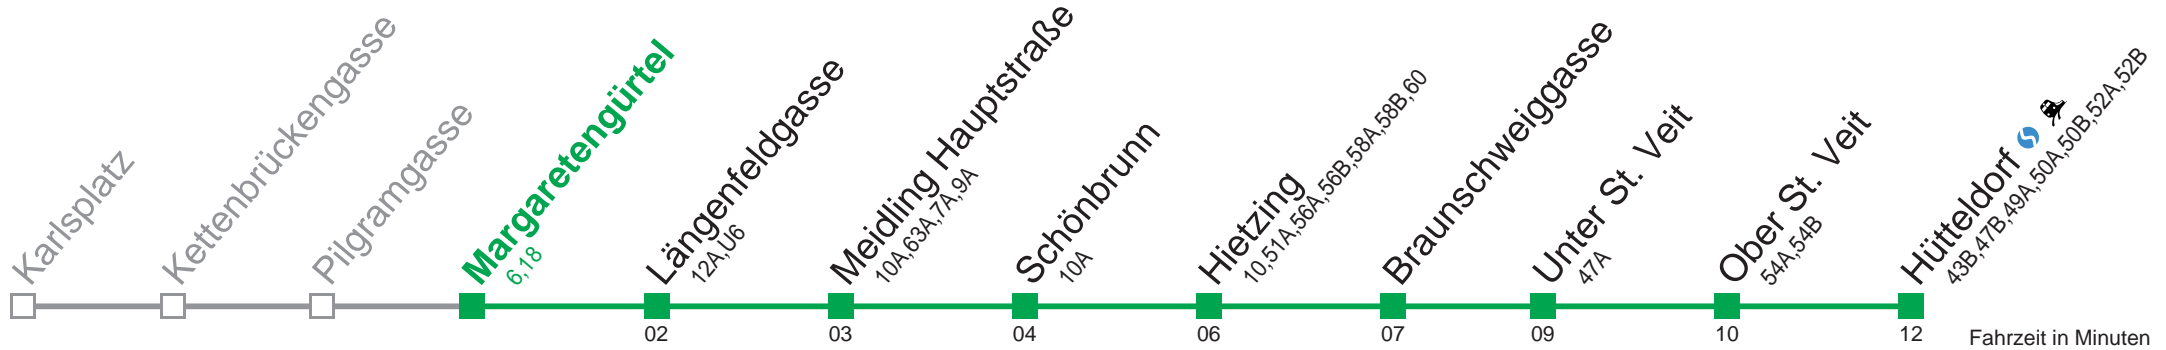 Karlsplatz
Kettenbrückengasse
Pilgramgasse
Margaretengürtel
6,18
Längenfeldgasse
12A,U6
Meidling Hauptstraße
10A,63A,7A,9A
Schönbrunn
10A
Hietzing
10,51A,56A,56B,58A,58B,60
Braunschweiggasse
Unter St. Veit
47A
Ober St. Veit
54A,54B
Hütteldorf
43B,47B,49A,50A,50B,52A,52B
02 03 04 06 07 09 10 12 Fahrzeit in Minuten